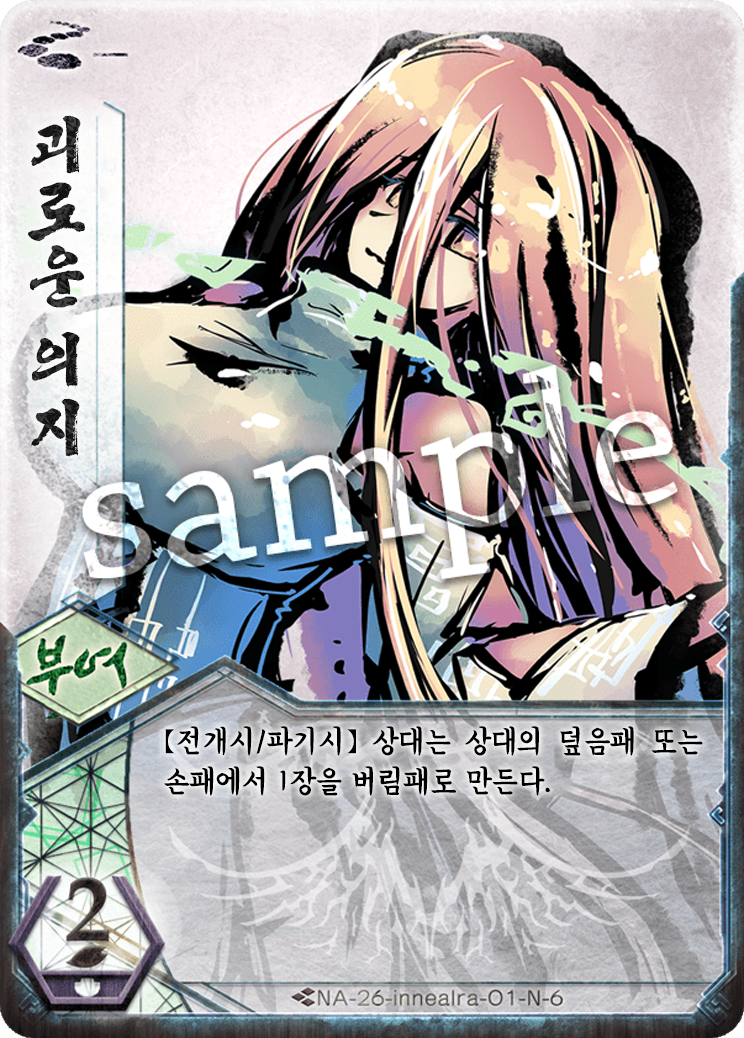 괴로운 의지
sample
부여
【전개시/파기시】 상대는 상대의 덮음패 또는
손패에서 1장을 버림패로 만든다.
2
NA-26-innealra-O1-N-6